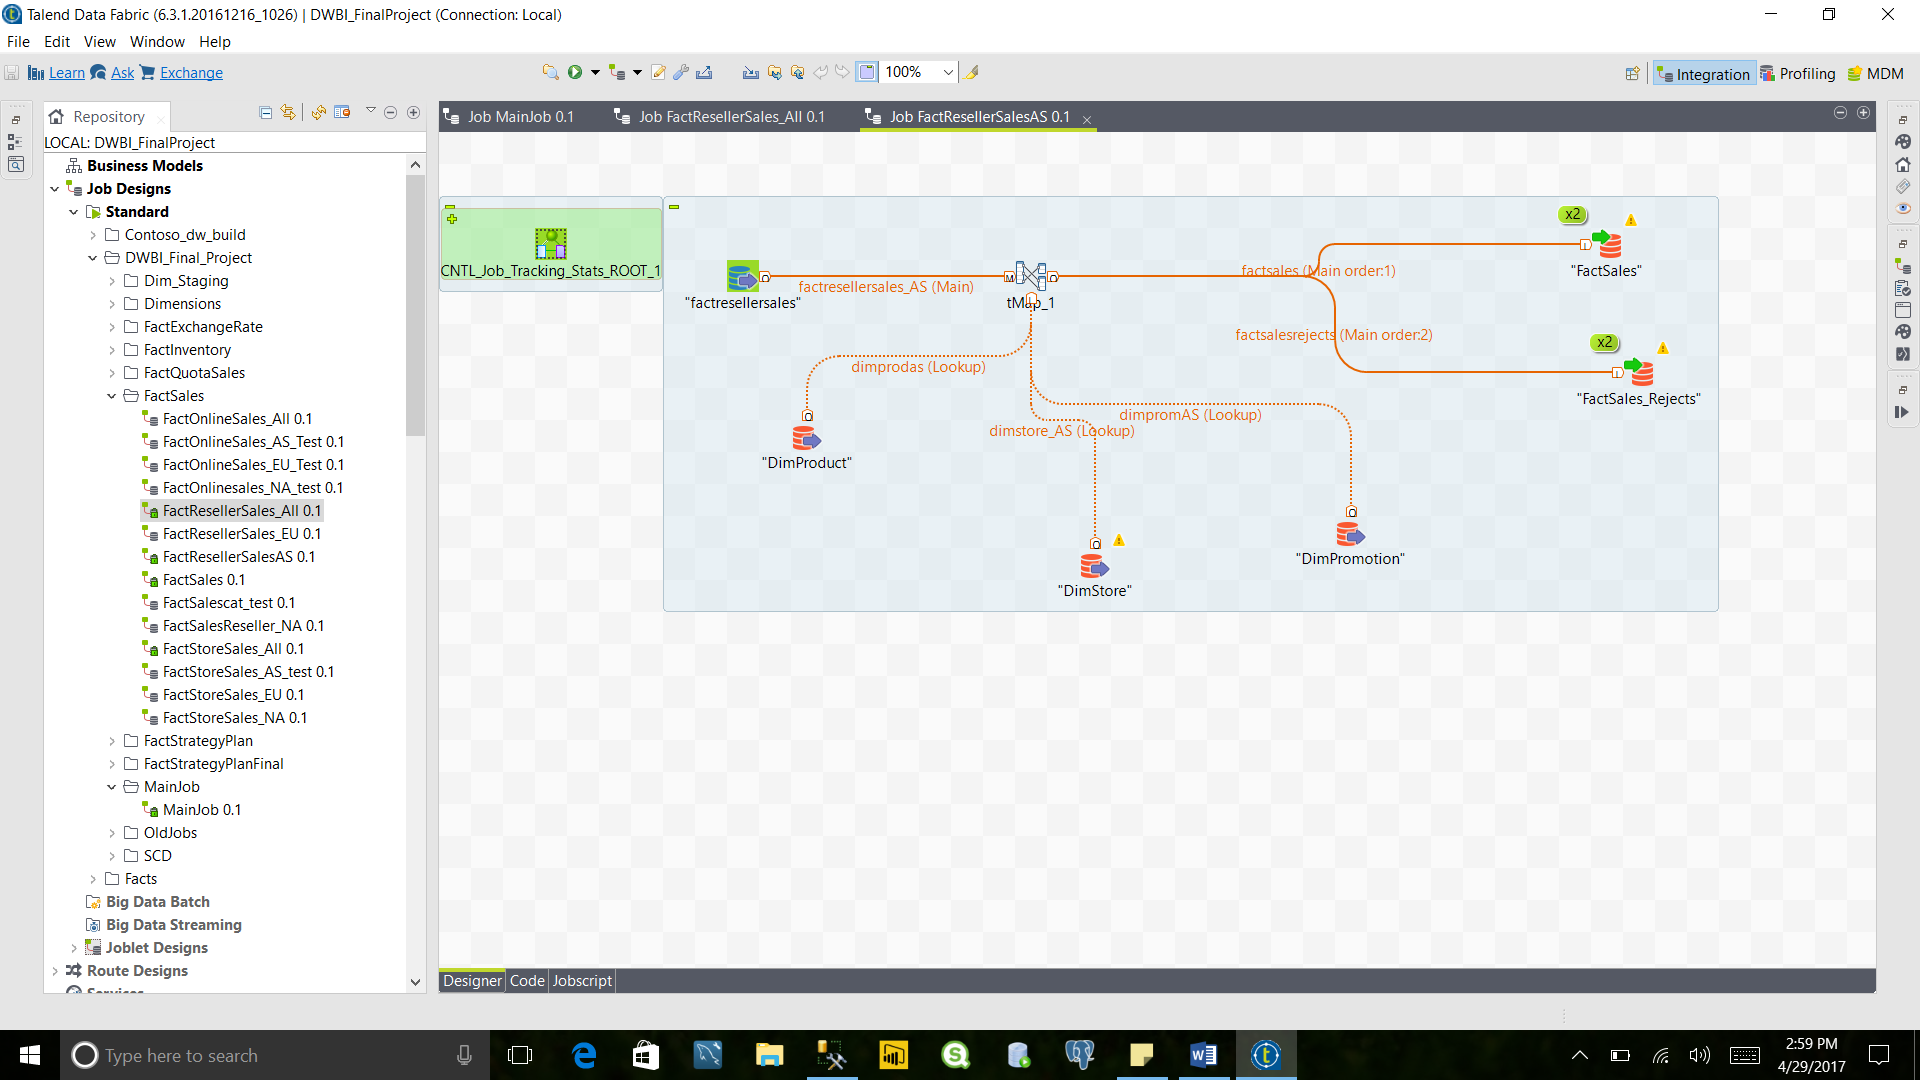 Talend Data Fabric (6.3.1.20161216_1026) | DWBI_FinalProject (Connection: Local)
File Edit View Window Help
Learn Ask Exchange 100% Integration Profiling MDM
Repository
LOCAL: DWBI_FinalProject
Business Models
Job Designs
Standard
Contoso_dw_build
DWBI_Final_Project
Dim_Staging
Dimensions
FactExchangeRate
FactInventory
FactQuotaSales
FactSales
FactOnlineSales_All 0.1
FactOnlineSales_AS_Test 0.1
FactOnlineSales_EU_Test 0.1
FactOnlinesales_NA_test 0.1
FactResellerSales_All 0.1
FactResellerSales_EU 0.1
FactResellerSalesAS 0.1
FactSales 0.1
FactSalescat_test 0.1
FactSalesReseller_NA 0.1
FactStoreSales_All 0.1
FactStoreSales_AS_test 0.1
FactStoreSales_EU 0.1
FactStoreSales_NA 0.1
FactStrategyPlan
FactStrategyPlanFinal
MainJob
MainJob 0.1
OldJobs
SCD
Facts
Big Data Batch
Big Data Streaming
Joblet Designs
Route Designs
Services
Job MainJob 0.1 Job FactResellerSales_All 0.1 Job FactResellerSalesAS 0.1
CNTL_Job_Tracking_Stats_ROOT_1
"factresellersales"
factresellersales_AS (Main)
tMap_1
factsales (Main order:1)
x2
"FactSales"
factsalesrejects (Main order:2)
x2
"FactSales_Rejects"
dimprodas (Lookup)
dimpromAS (Lookup)
dimstore_AS (Lookup)
"DimProduct"
"DimPromotion"
"DimStore"
Designer Code Jobscript
Type here to search
2:59 PM
4/29/2017